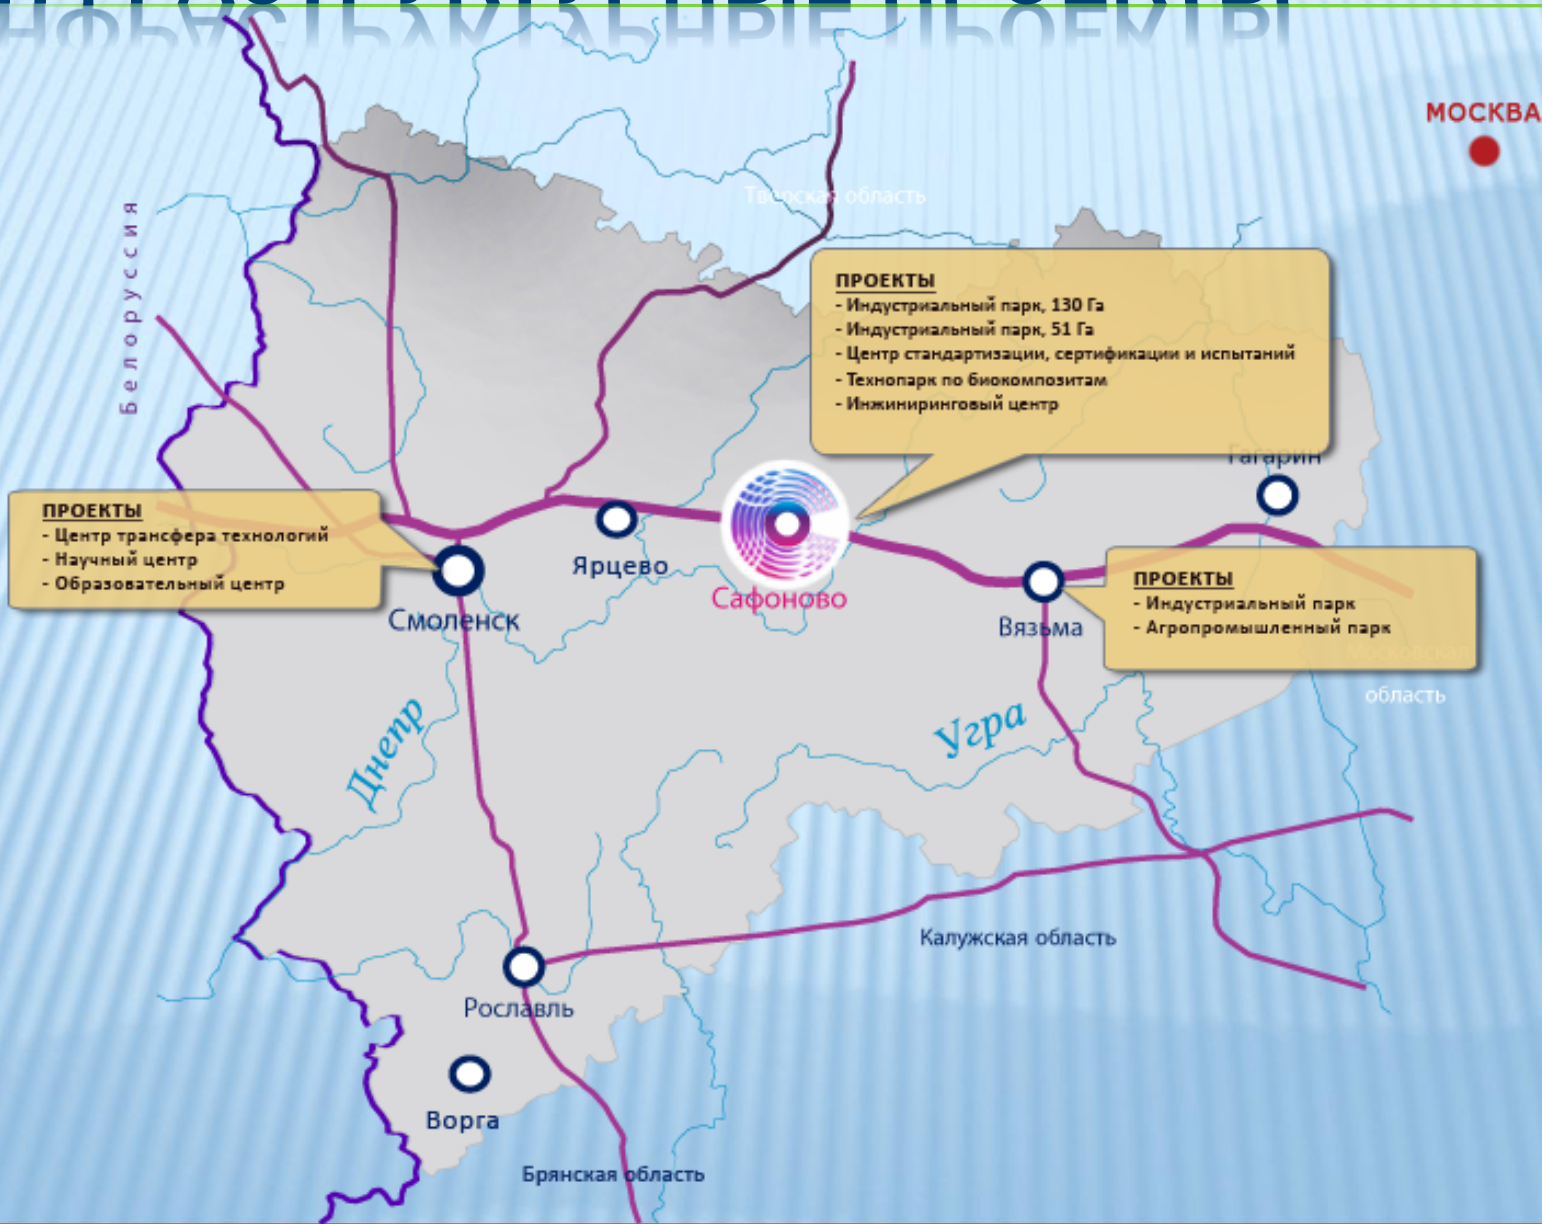 ИНФРАСТРУКТУРНЫЕ ПРОЕКТЫ
МОСКВА
Тверская область
Белоруссия
ПРОЕКТЫ
- Индустриальный парк, 130 Га
- Индустриальный парк, 51 Га
- Центр стандартизации, сертификации и испытаний
- Технопарк по биокомпозитам
- Инжиниринговый центр
Гагарин
ПРОЕКТЫ
- Центр трансфера технологий
- Научный центр
- Образовательный центр
Ярцево
Сафоново
Смоленск
Вязьма
ПРОЕКТЫ
- Индустриальный парк
- Агропромышленный парк
Московская
область
Днепр
Угра
Калужская область
Рославль
Ворга
Брянская область